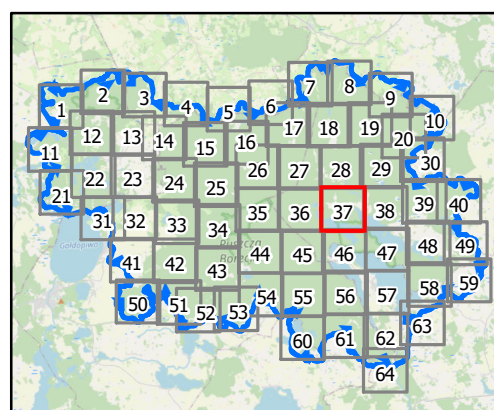 1 2 3 4 5 6 7 8 9 10
11 12 13 14 15 16 17 18 19 20
21 22 23 24 25 26 27 28 29 30
31 32 33 34 35 36 37 38 39 40
41 42 43 44 45 46 47 48 49
50 51 52 53 54 55 56 57 58 59
60 61 62 63
64
Gołdopiwo
Puszcza
Borecka